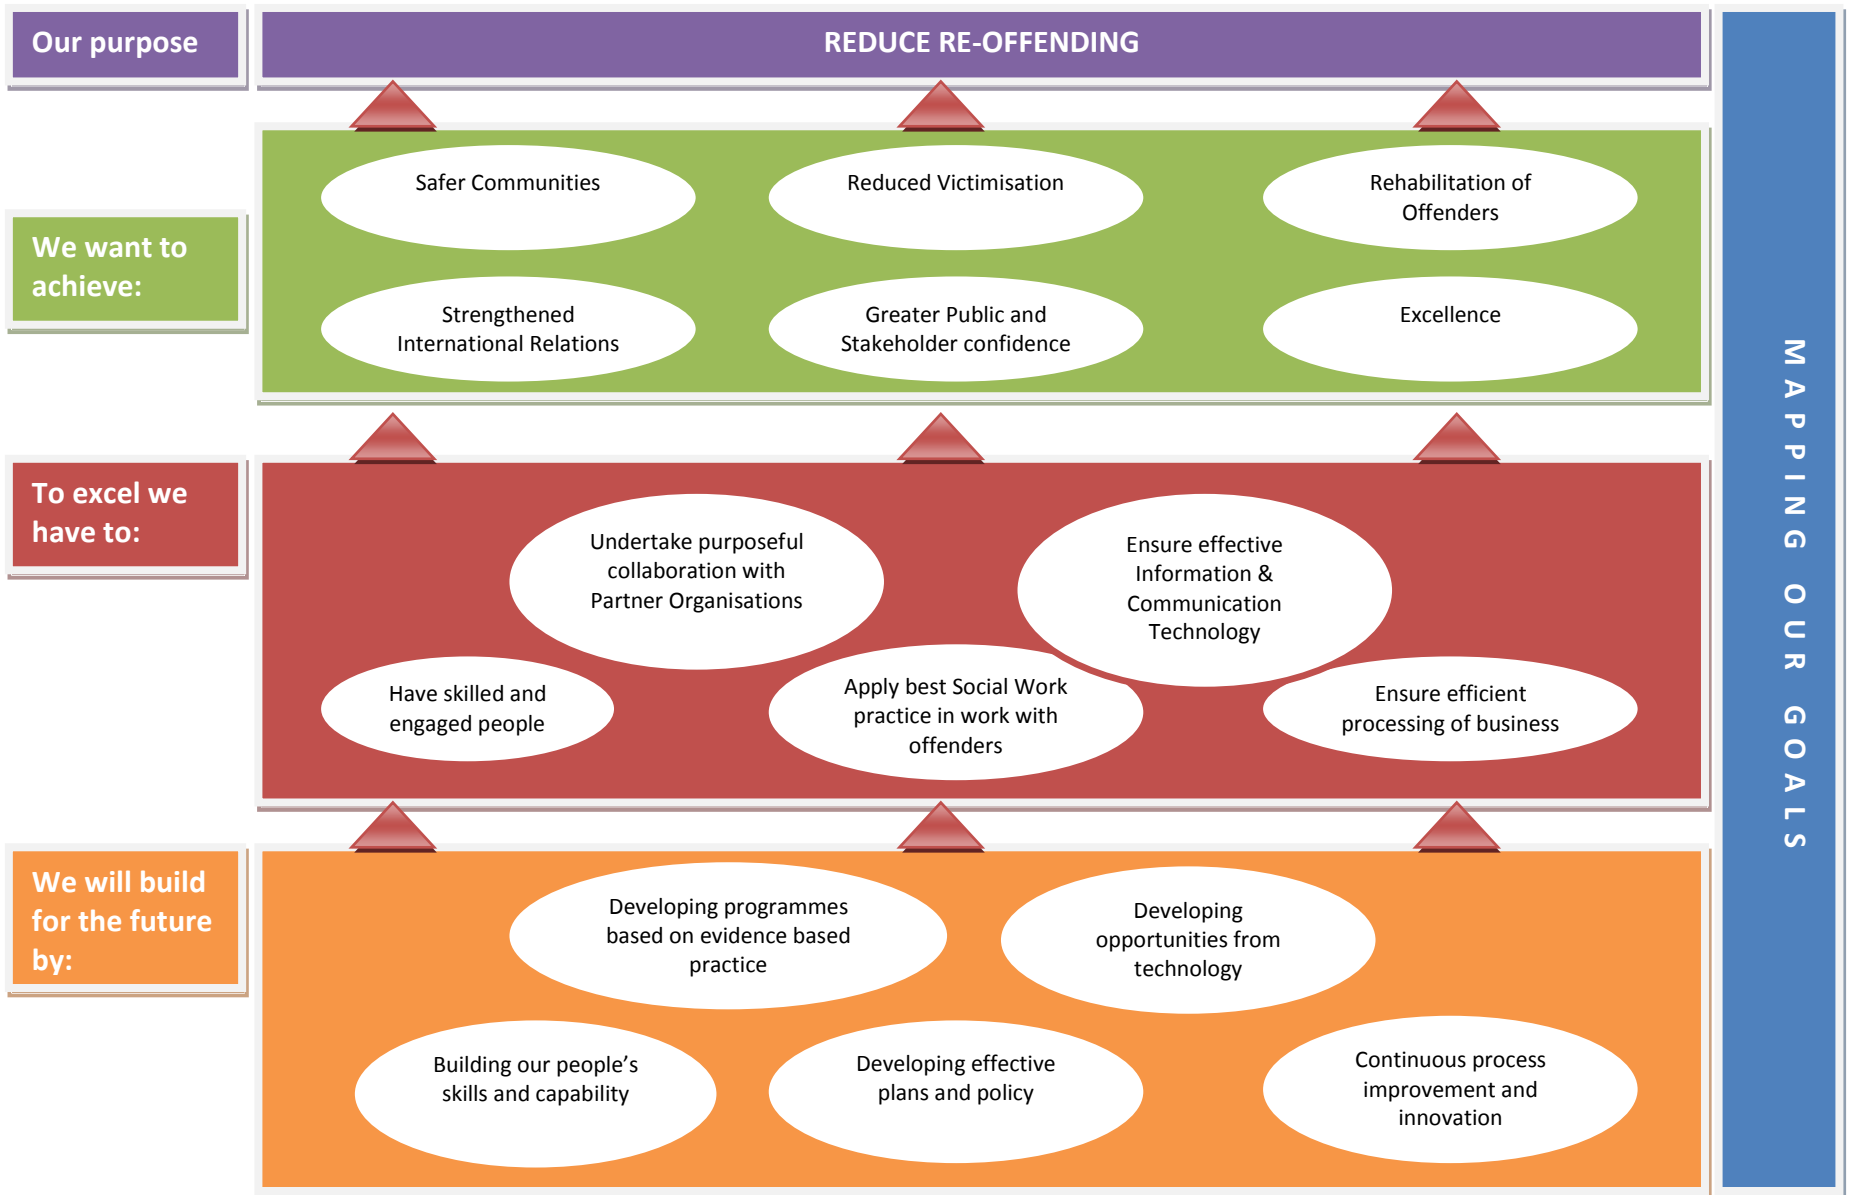 Our purpose
REDUCE RE-OFFENDING
We want to
achieve:
Safer Communities
Reduced Victimisation
Rehabilitation of
Offenders
Strengthened
International Relations
Greater Public and
Stakeholder confidence
Excellence
To excel we
have to:
Undertake purposeful
collaboration with
Partner Organisations
Ensure effective
Information &
Communication
Technology
Have skilled and
engaged people
Apply best Social Work
practice in work with
offenders
Ensure efficient
processing of business
We will build
for the future
by:
Developing programmes
based on evidence based
practice
Developing
opportunities from
technology
Building our people’s
skills and capability
Developing effective
plans and policy
Continuous process
improvement and
innovation
MAPPING OUR GOALS